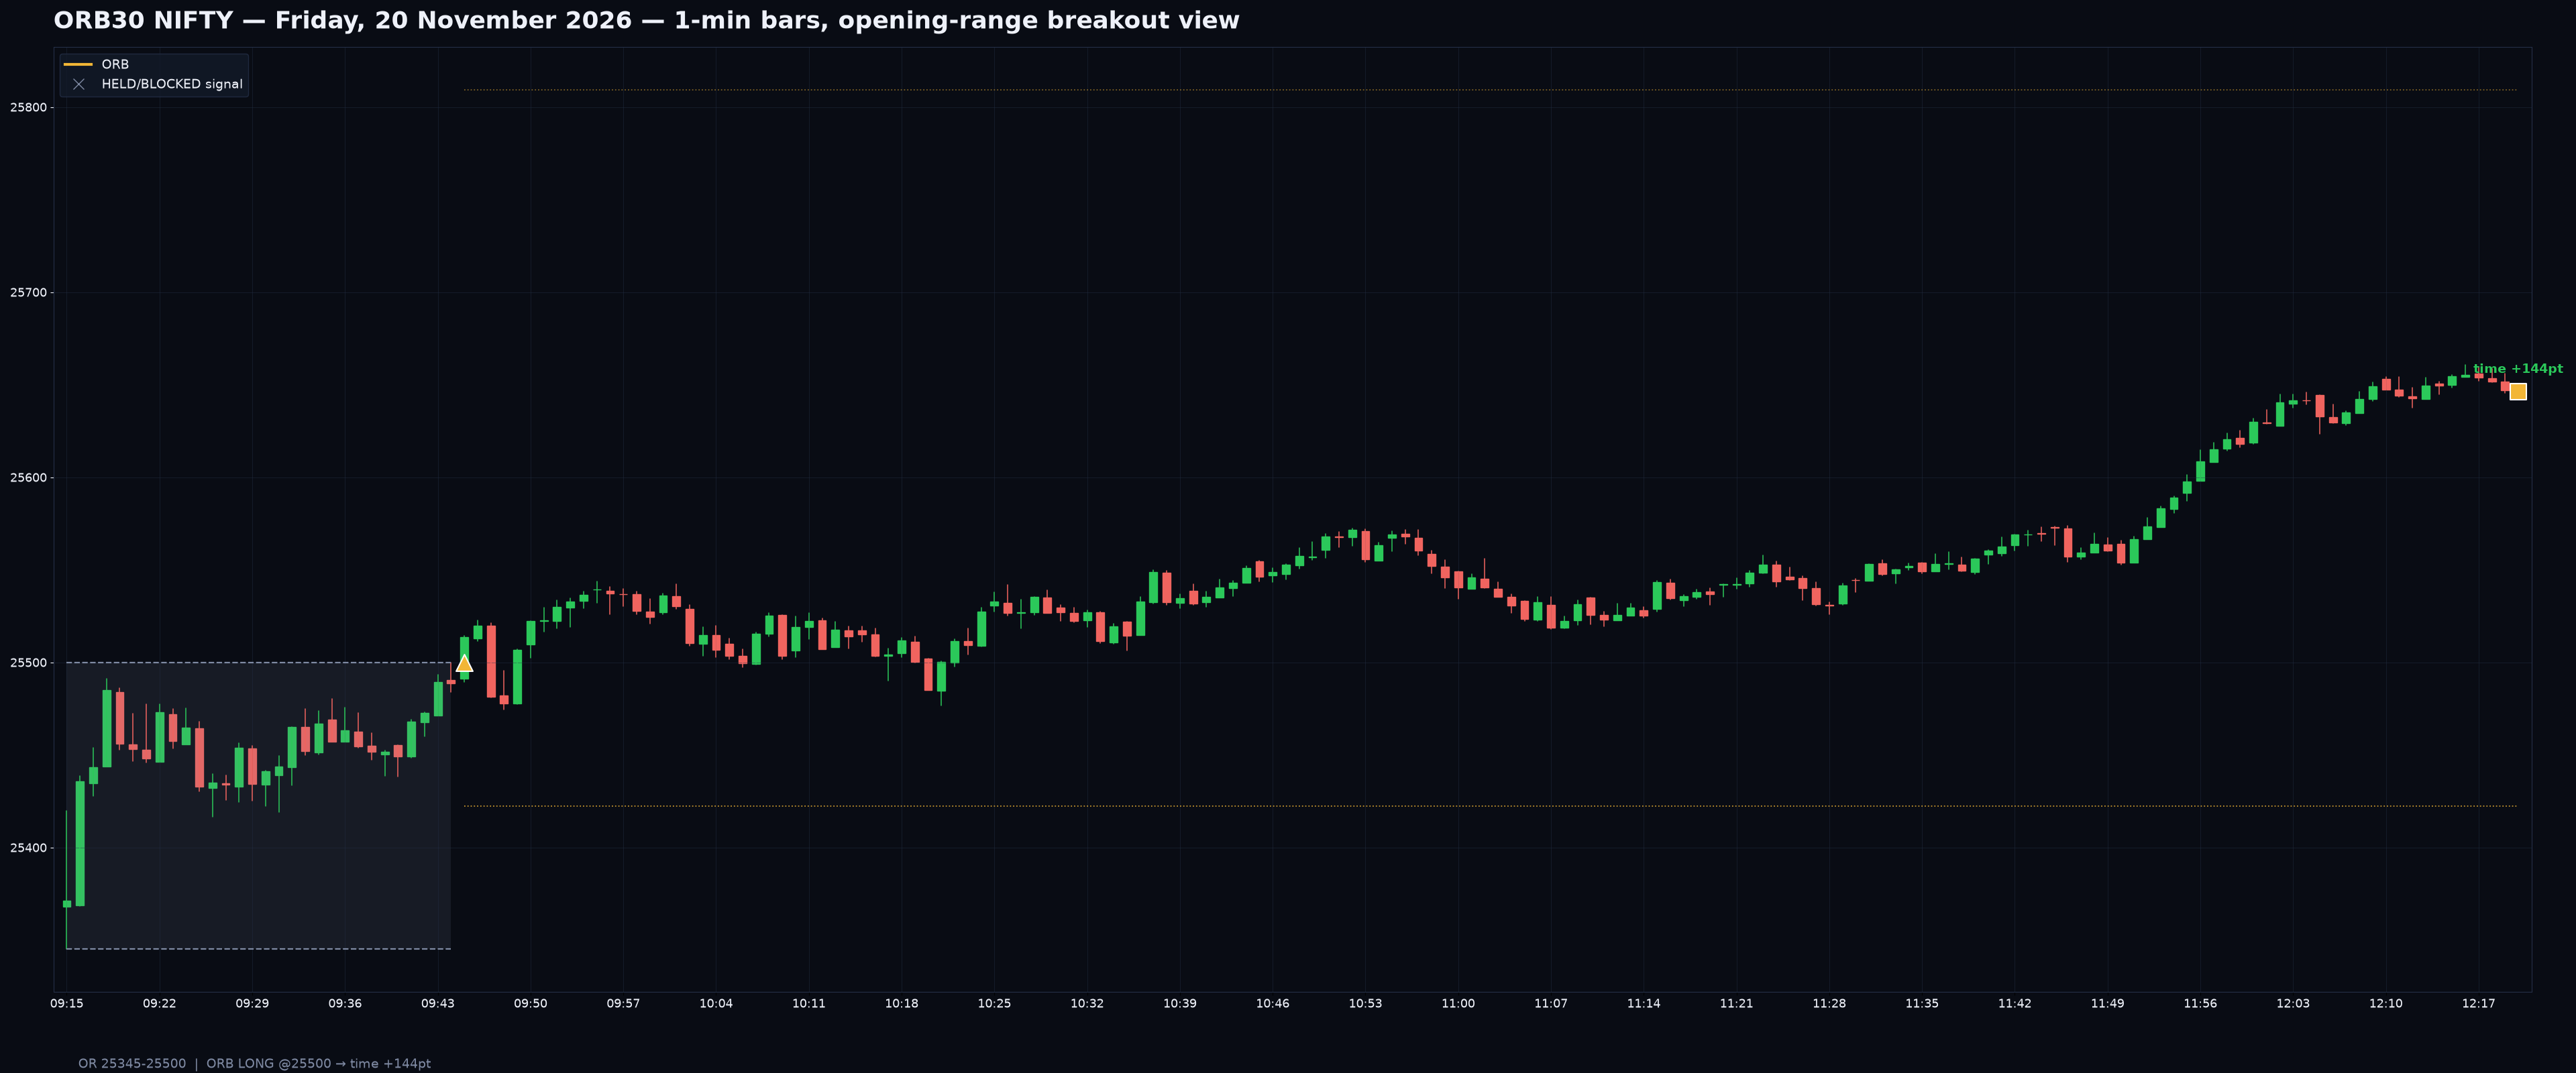 ORB30 NIFTY — Friday, 20 November 2026 — 1-min bars, opening-range breakout view
ORB
HELD/BLOCKED signal
25800
25700
time +144pt
25600
25500
25400
09:15 09:22 09:29 09:36 09:43 09:50 09:57 10:04 10:11 10:18 10:25 10:32 10:39 10:46 10:53 11:00 11:07 11:14 11:21 11:28 11:35 11:42 11:49 11:56 12:03 12:10 12:17
OR 25345-25500 | ORB LONG @25500 → time +144pt